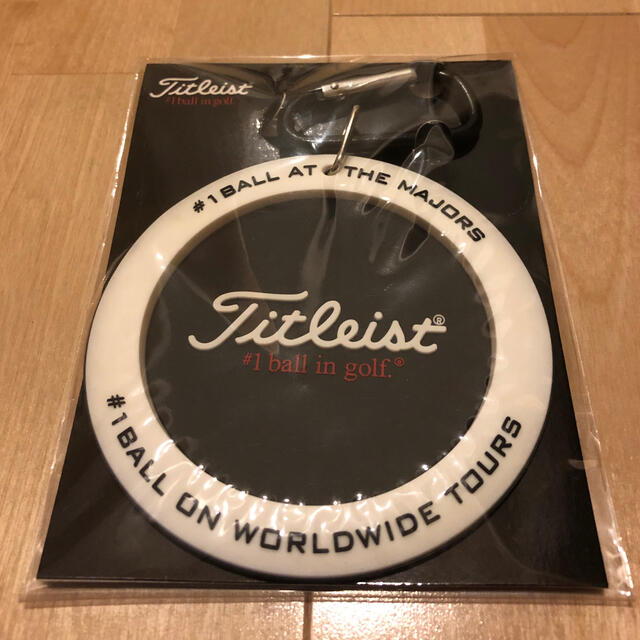 Titleist
#1 ball in golf.
#1 BALL AT THE MAJORS
Titleist®
#1 ball in golf.®
#1 BALL ON WORLDWIDE TOURS